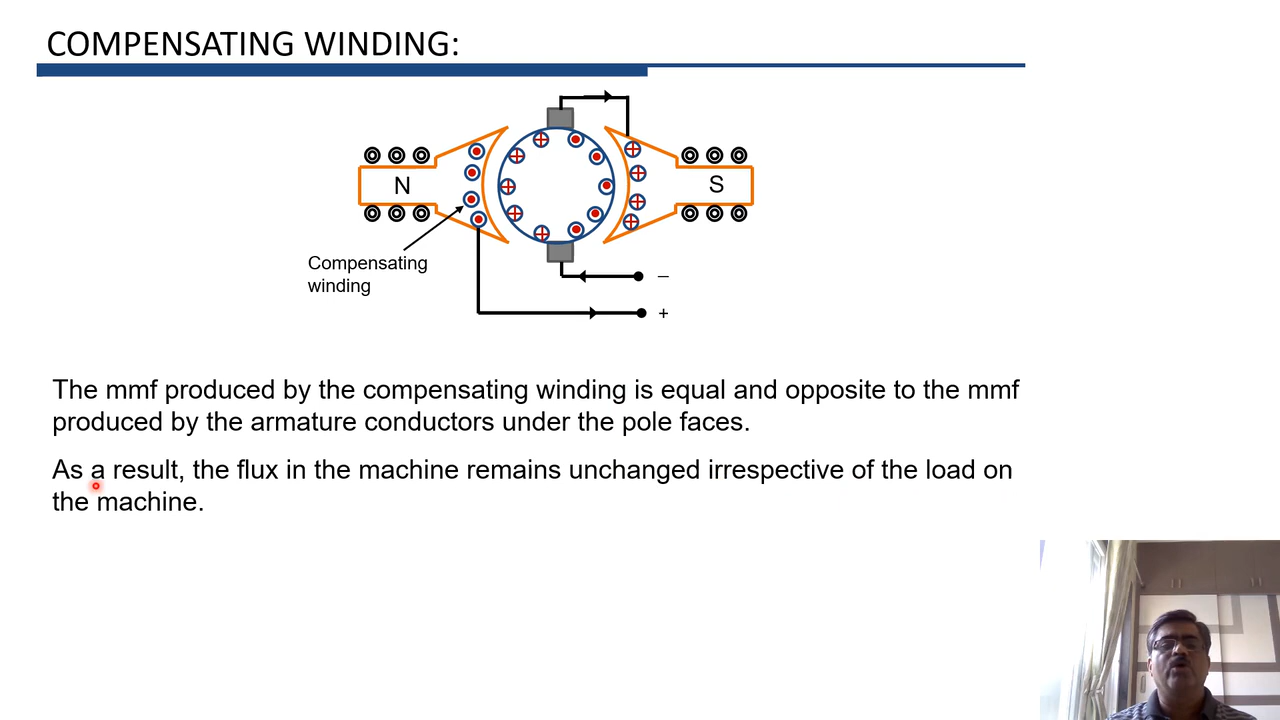 COMPENSATING WINDING:
N
S
Compensating
winding
–
+
The mmf produced by the compensating winding is equal and opposite to the mmf
produced by the armature conductors under the pole faces.
As a result, the flux in the machine remains unchanged irrespective of the load on
the machine.